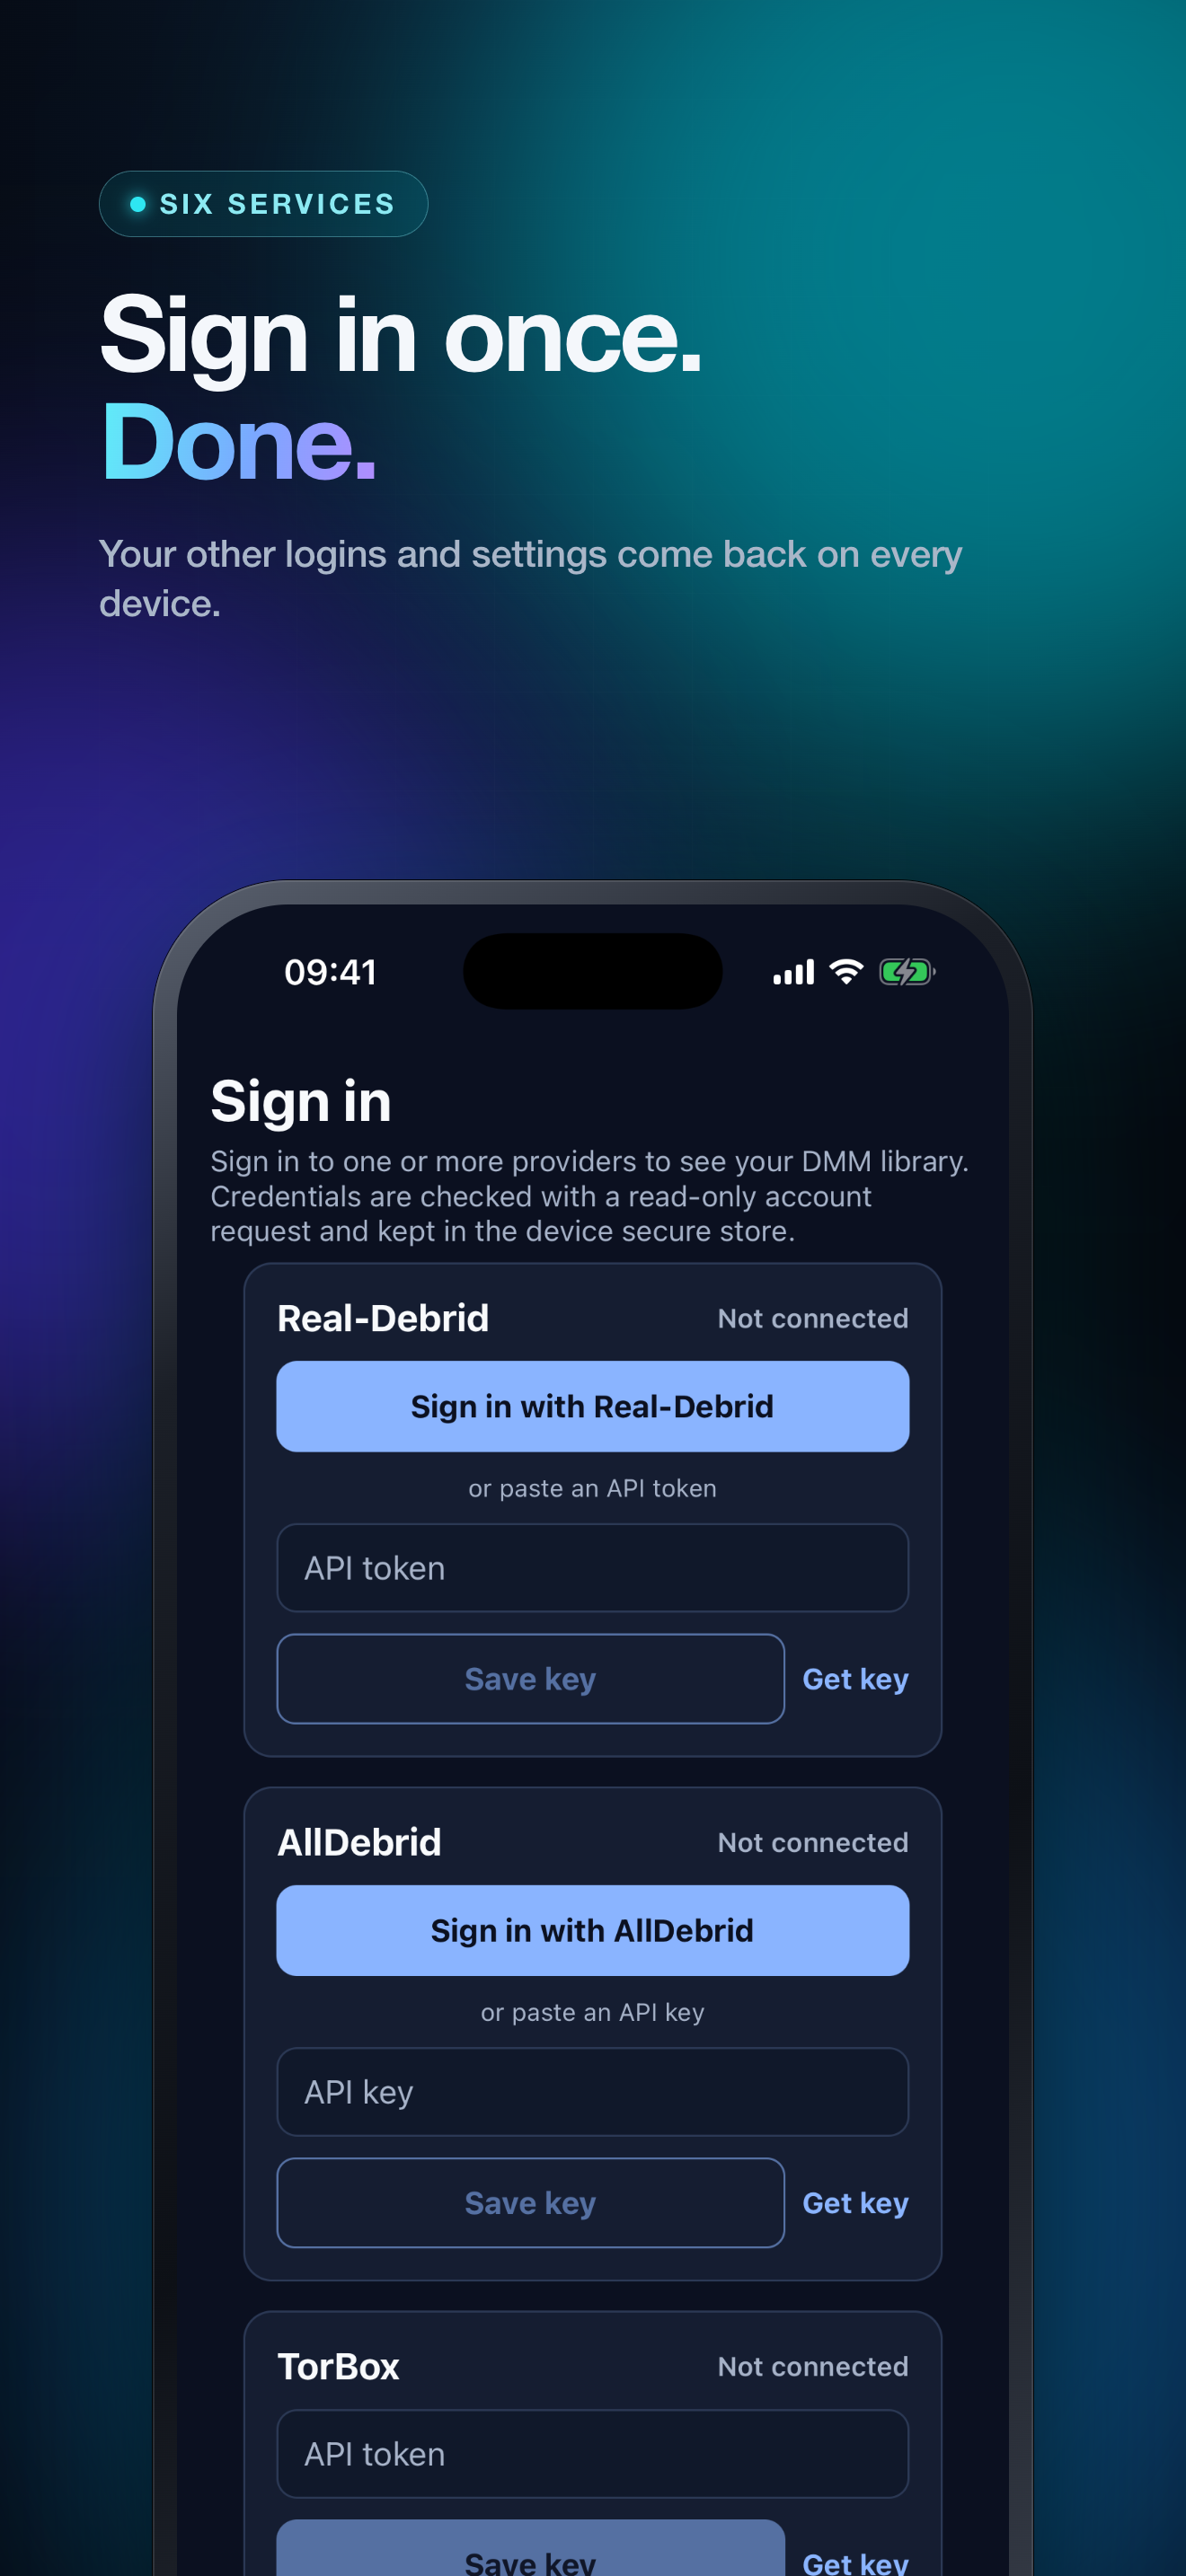 SIX SERVICES
Sign in once.
Done.
Your other logins and settings come back on every
device.
09:41
Sign in
Sign in to one or more providers to see your DMM library.
Credentials are checked with a read-only account
request and kept in the device secure store.
Real-Debrid Not connected
Sign in with Real-Debrid
or paste an API token
API token
Save key Get key
AllDebrid Not connected
Sign in with AllDebrid
or paste an API key
API key
Save key Get key
TorBox Not connected
API token
Save key Get key